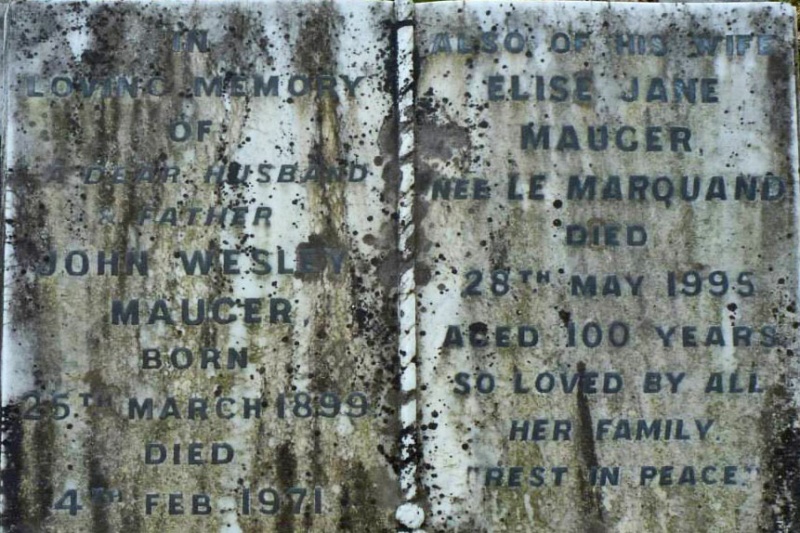 IN
LOVING MEMORY
OF
A DEAR HUSBAND
& FATHER
JOHN WESLEY
MAUGER
BORN
25TH MARCH 1899
DIED
4TH FEB. 1971
ALSO OF HIS WIFE
ELISE JANE
MAUGER
NÉE LE MARQUAND
DIED
28TH MAY 1995
AGED 100 YEARS
SO LOVED BY ALL
HER FAMILY.
"REST IN PEACE."